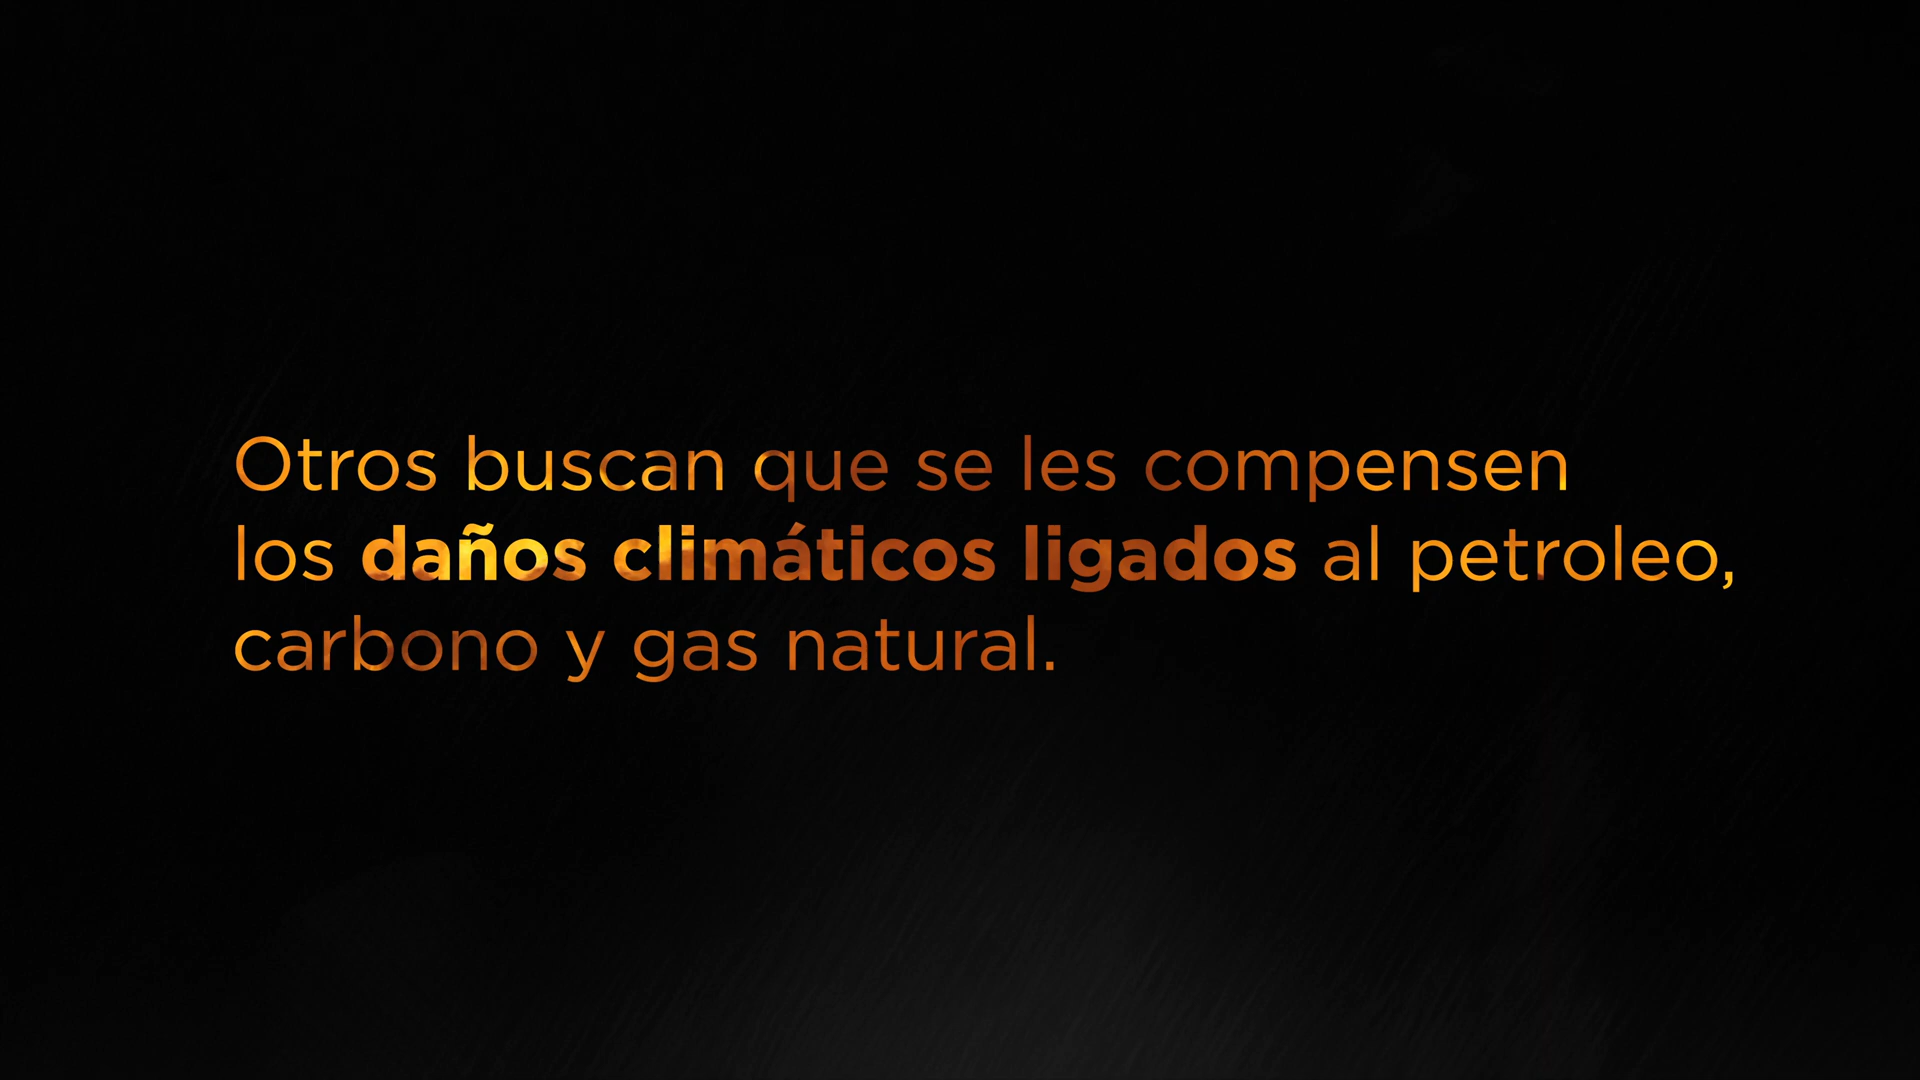 Otros buscan que se les compensen
los daños climáticos ligados al petroleo,
carbono y gas natural.